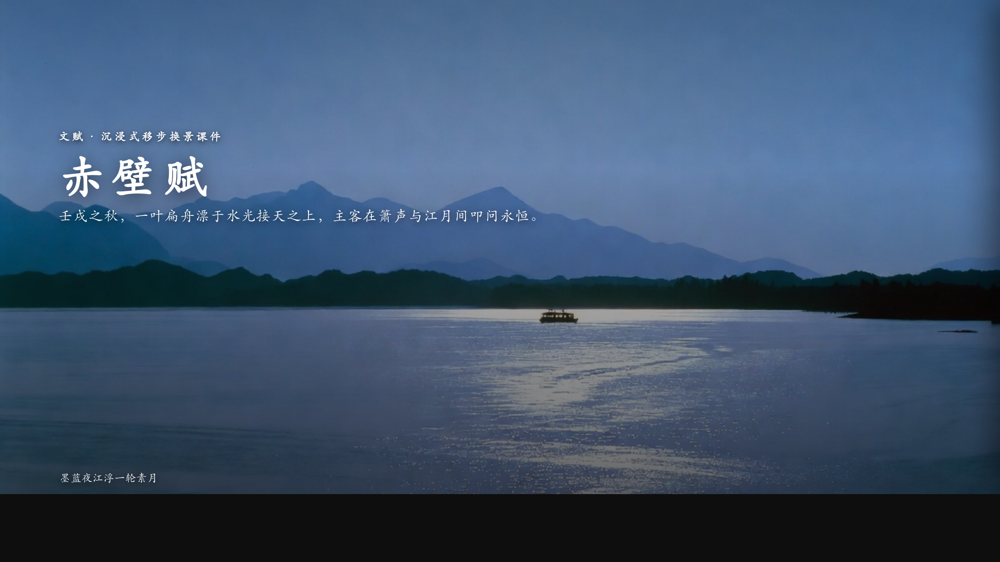 文赋 · 沉浸式移步换景课件
赤壁赋
壬戌之秋，一叶扁舟漂于水光接天之上，主客在箫声与江月间叩问永恒。
墨蓝夜江浮一轮素月